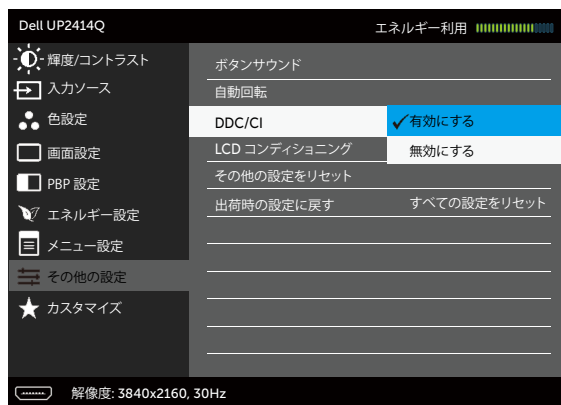 Dell UP2414Q
エネルギー利用
輝度/コントラスト
入力ソース
色設定
画面設定
PBP 設定
エネルギー設定
メニュー設定
その他の設定
カスタマイズ
ボタンサウンド
自動回転
DDC/CI
✓有効にする
無効にする
LCD コンディショニング
その他の設定をリセット
出荷時の設定に戻す すべての設定をリセット
解像度: 3840x2160, 30Hz